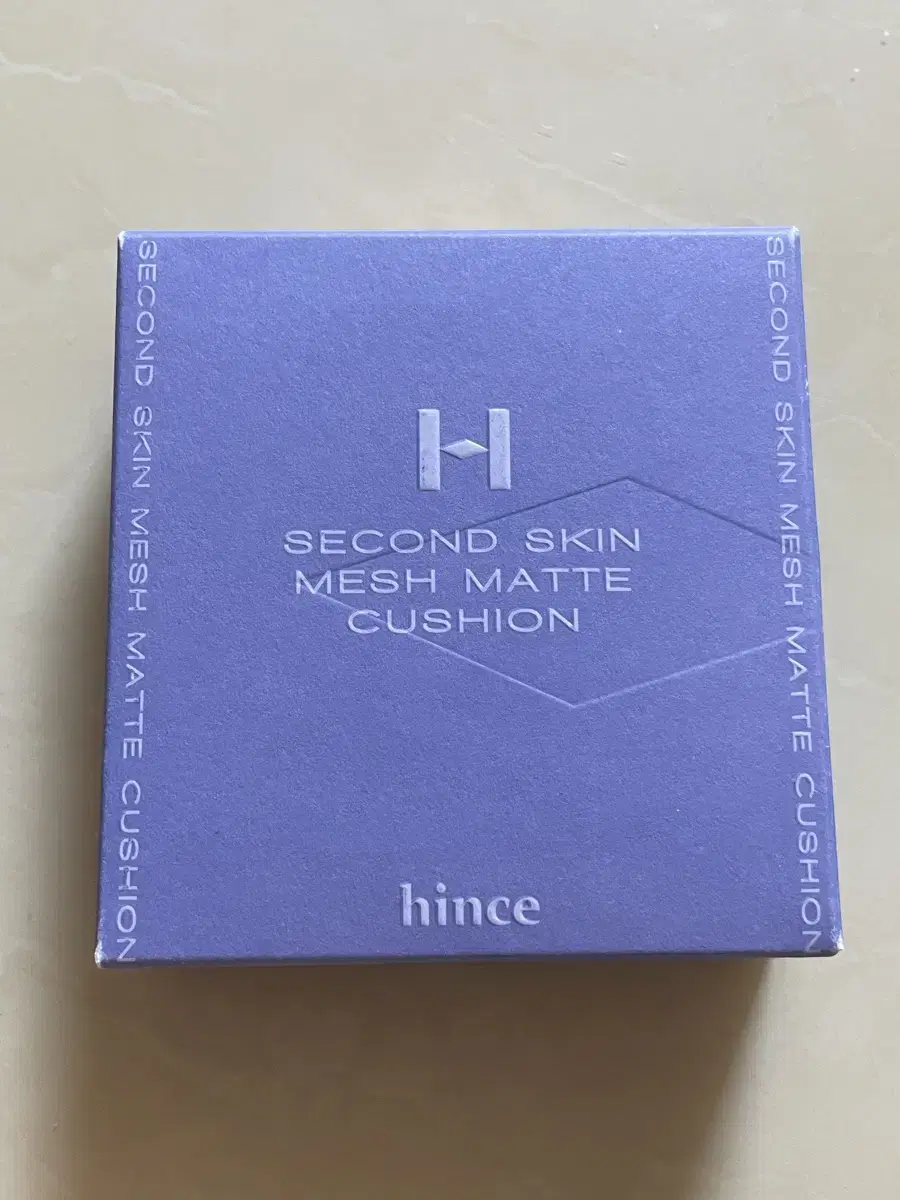 H
SECOND SKIN
MESH MATTE
CUSHION
hince
SECOND SKIN MESH MATTE CUSHION
SECOND SKIN MESH MATTE CUSHION